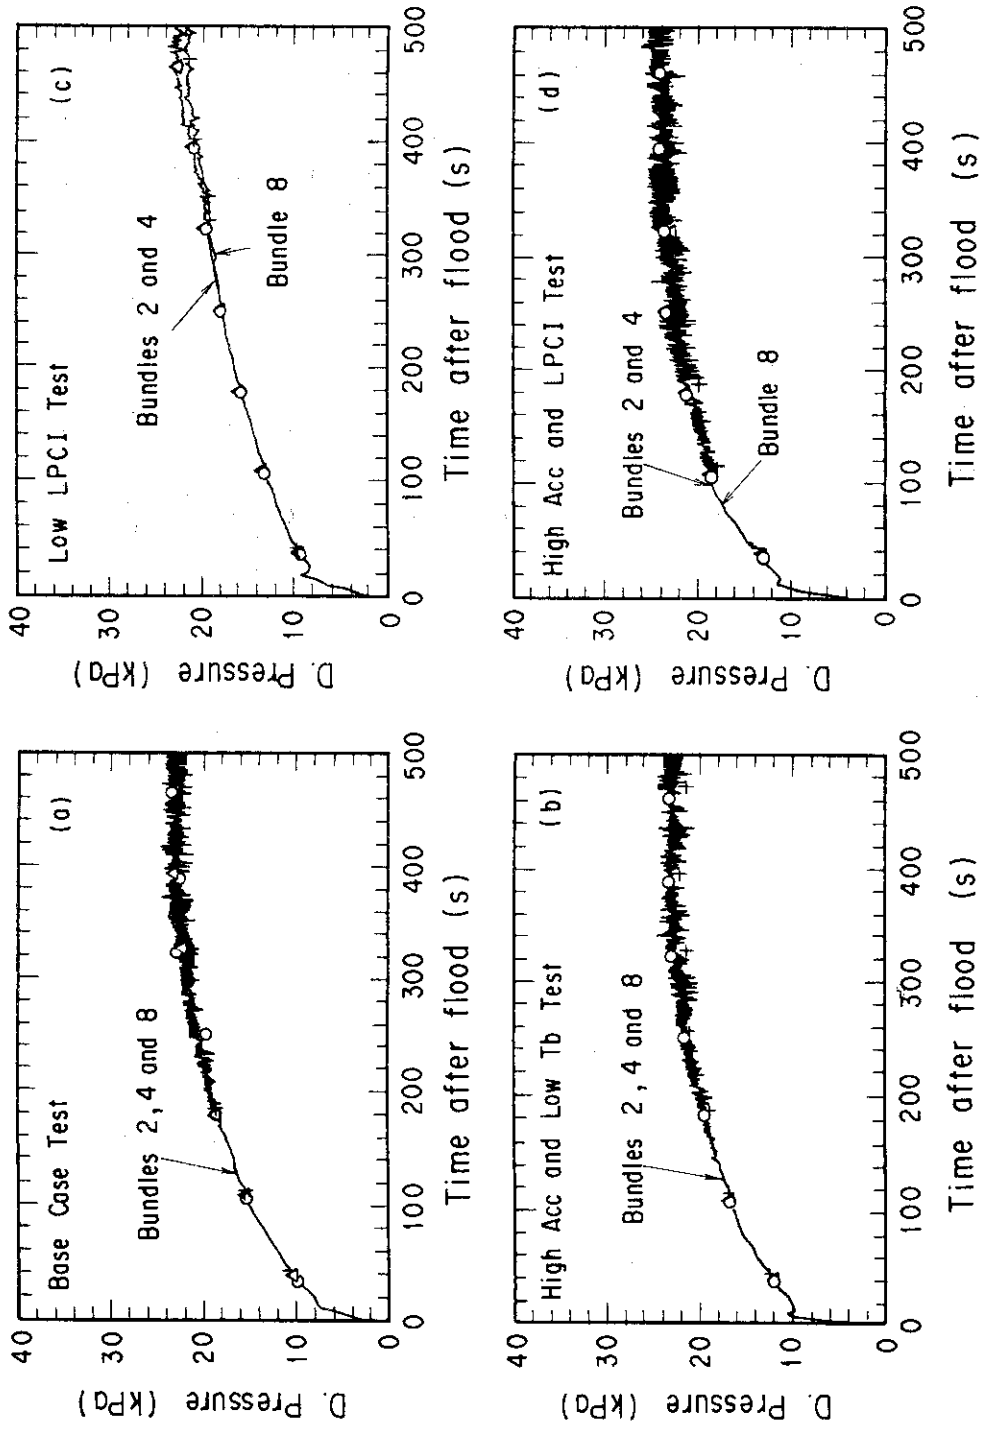 Base Case Test
(a)
Bundles 2, 4 and 8
40
30
20
10
0
D. Pressure
(kPa)
0 100 200 300 400 500
Time after flood (s)
Low LPCI Test
(c)
Bundles 2 and 4
Bundle 8
40
30
20
10
0
D. Pressure
(kPa)
0 100 200 300 400 500
Time after flood (s)
High Acc and Low Tb Test
(b)
Bundles 2, 4 and 8
40
30
20
10
0
D. Pressure
(kPa)
0 100 200 300 400 500
Time after flood (s)
High Acc and LPCI Test
(d)
Bundles 2 and 4
Bundle 8
40
30
20
10
0
D. Pressure
(kPa)
0 100 200 300 400 500
Time after flood (s)